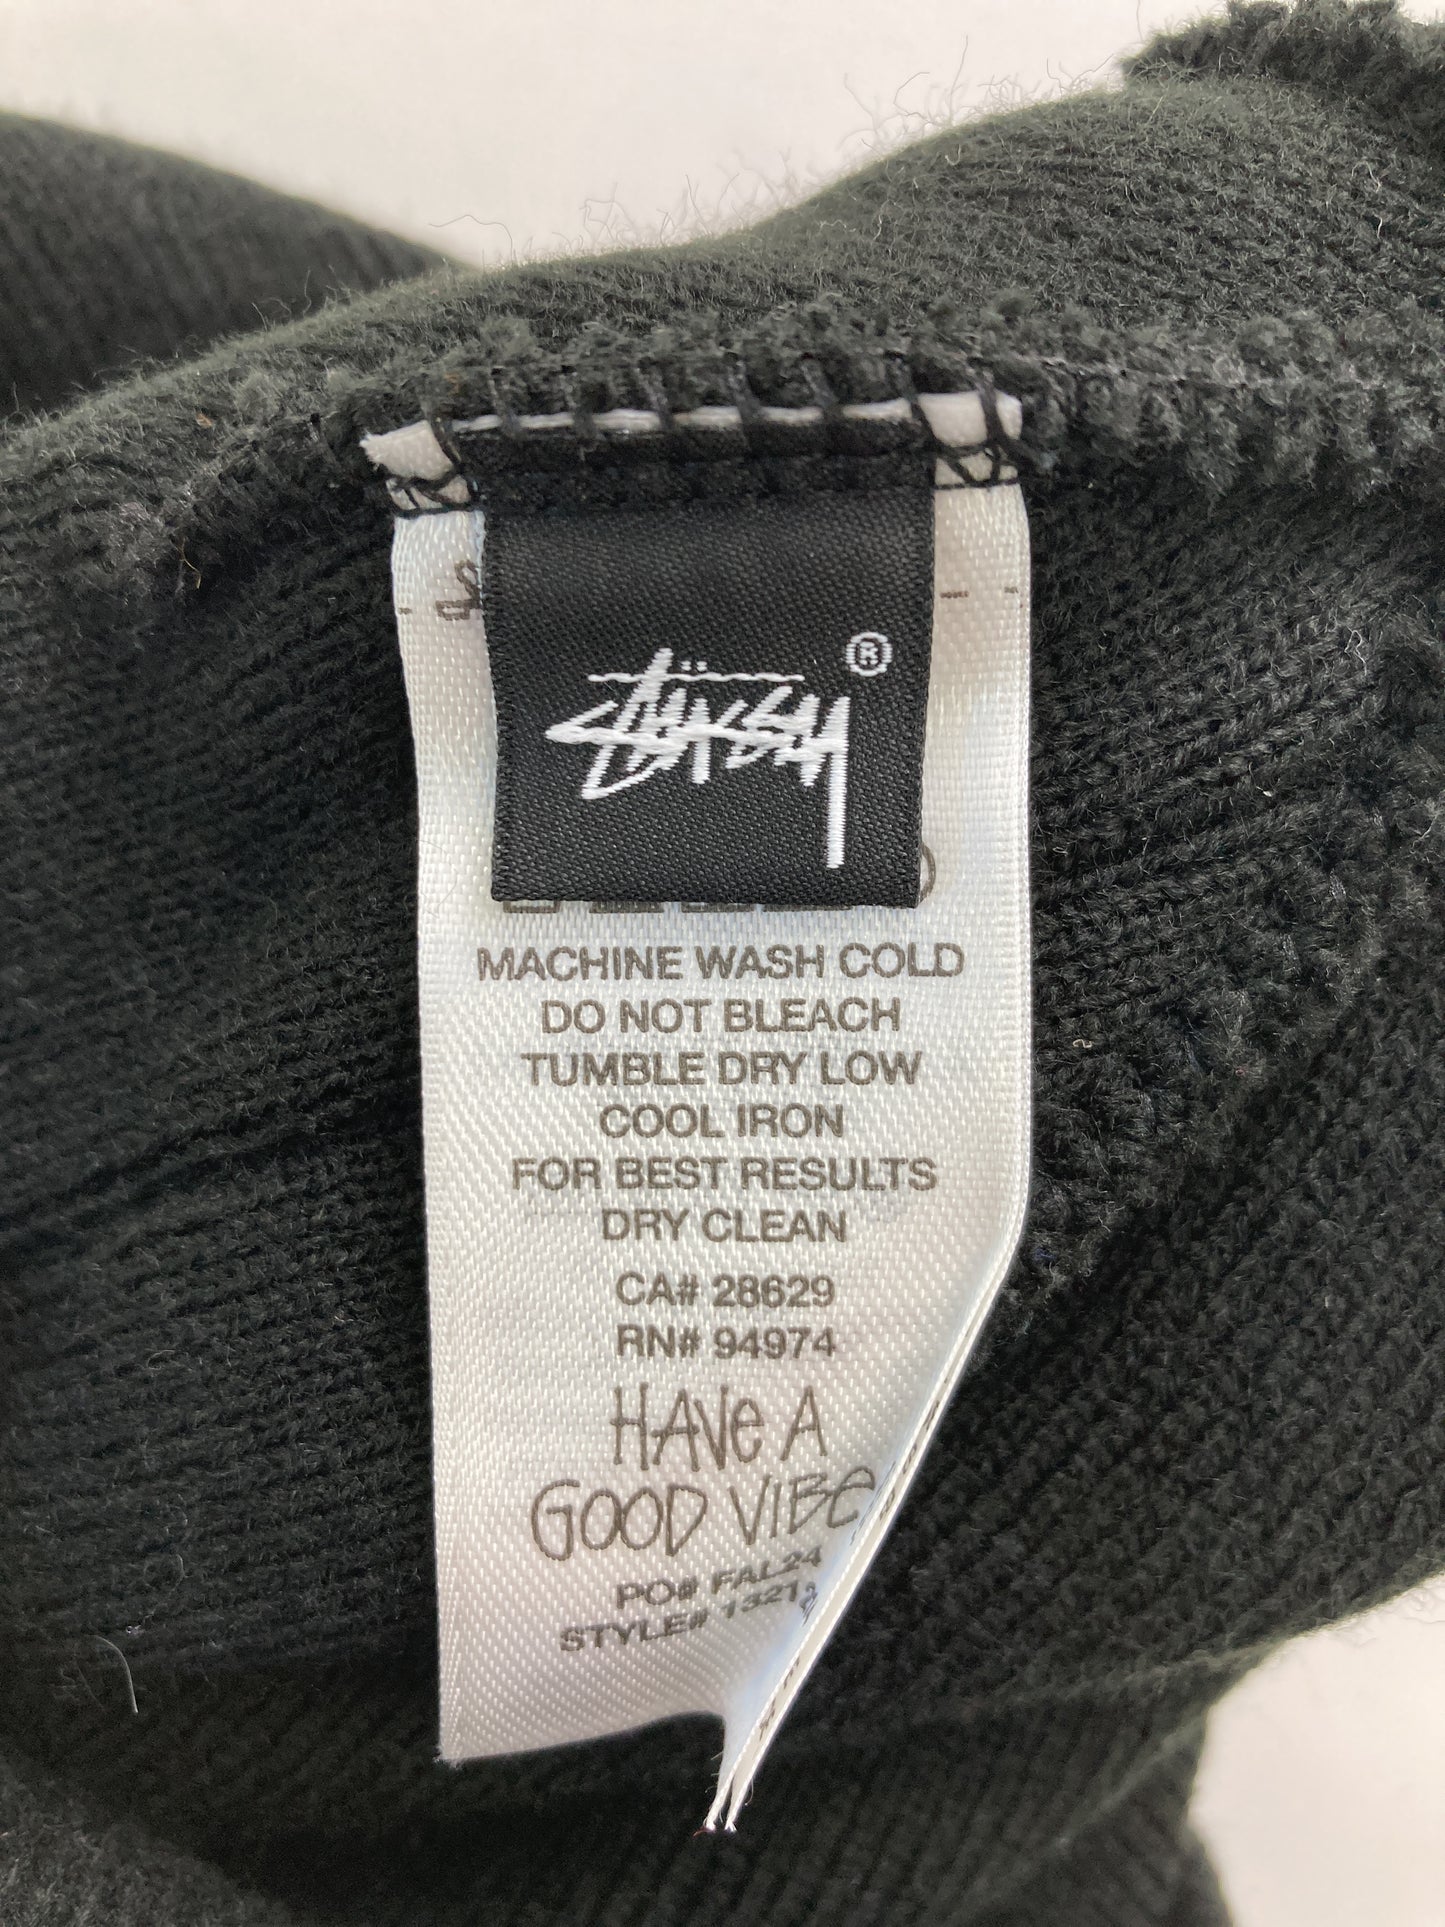 STÜSSY ®
MACHINE WASH COLD
DO NOT BLEACH
TUMBLE DRY LOW
COOL IRON
FOR BEST RESULTS
DRY CLEAN
CA# 28629
RN# 94974
HAVE A
GOOD VIBE
PO# FAL24
STYLE#